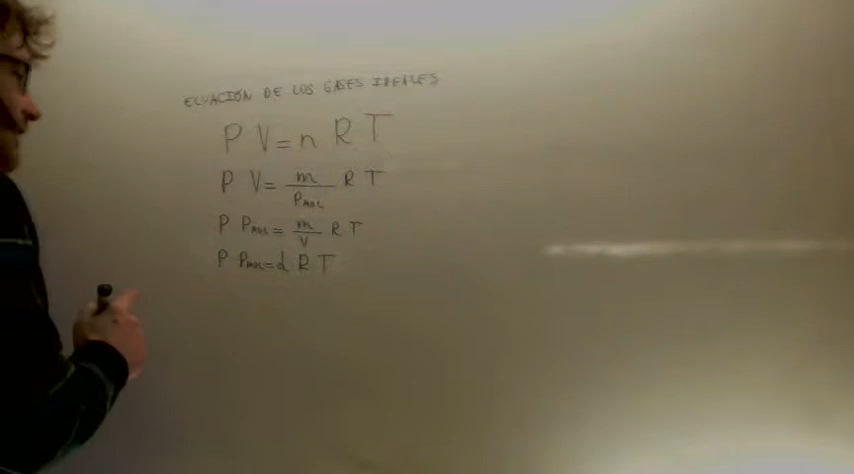 ECUACIÓN DE LOS GASES IDEALES
P V = n R T
P V = m/PMOL R T
P PMOL = m/V R T
P PMOL = d R T